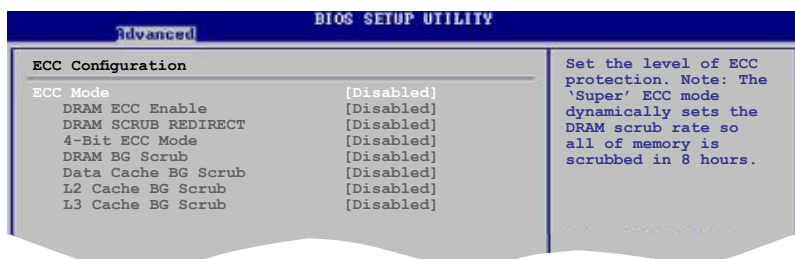 BIOS SETUP UTILITY
Advanced
ECC Configuration
ECC Mode [Disabled]
DRAM ECC Enable [Disabled]
DRAM SCRUB REDIRECT [Disabled]
4-Bit ECC Mode [Disabled]
DRAM BG Scrub [Disabled]
Data Cache BG Scrub [Disabled]
L2 Cache BG Scrub [Disabled]
L3 Cache BG Scrub [Disabled]
Set the level of ECC
protection. Note: The
‘Super’ ECC mode
dynamically sets the
DRAM scrub rate so
all of memory is
scrubbed in 8 hours.